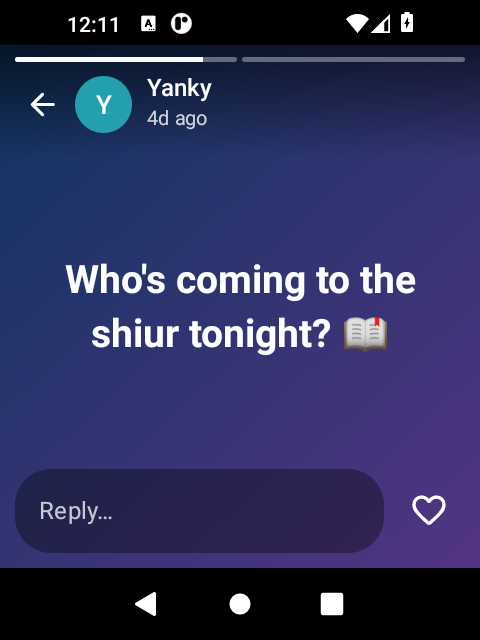 12:11
Yanky
4d ago
Who's coming to the
shiur tonight? 📖
Reply…